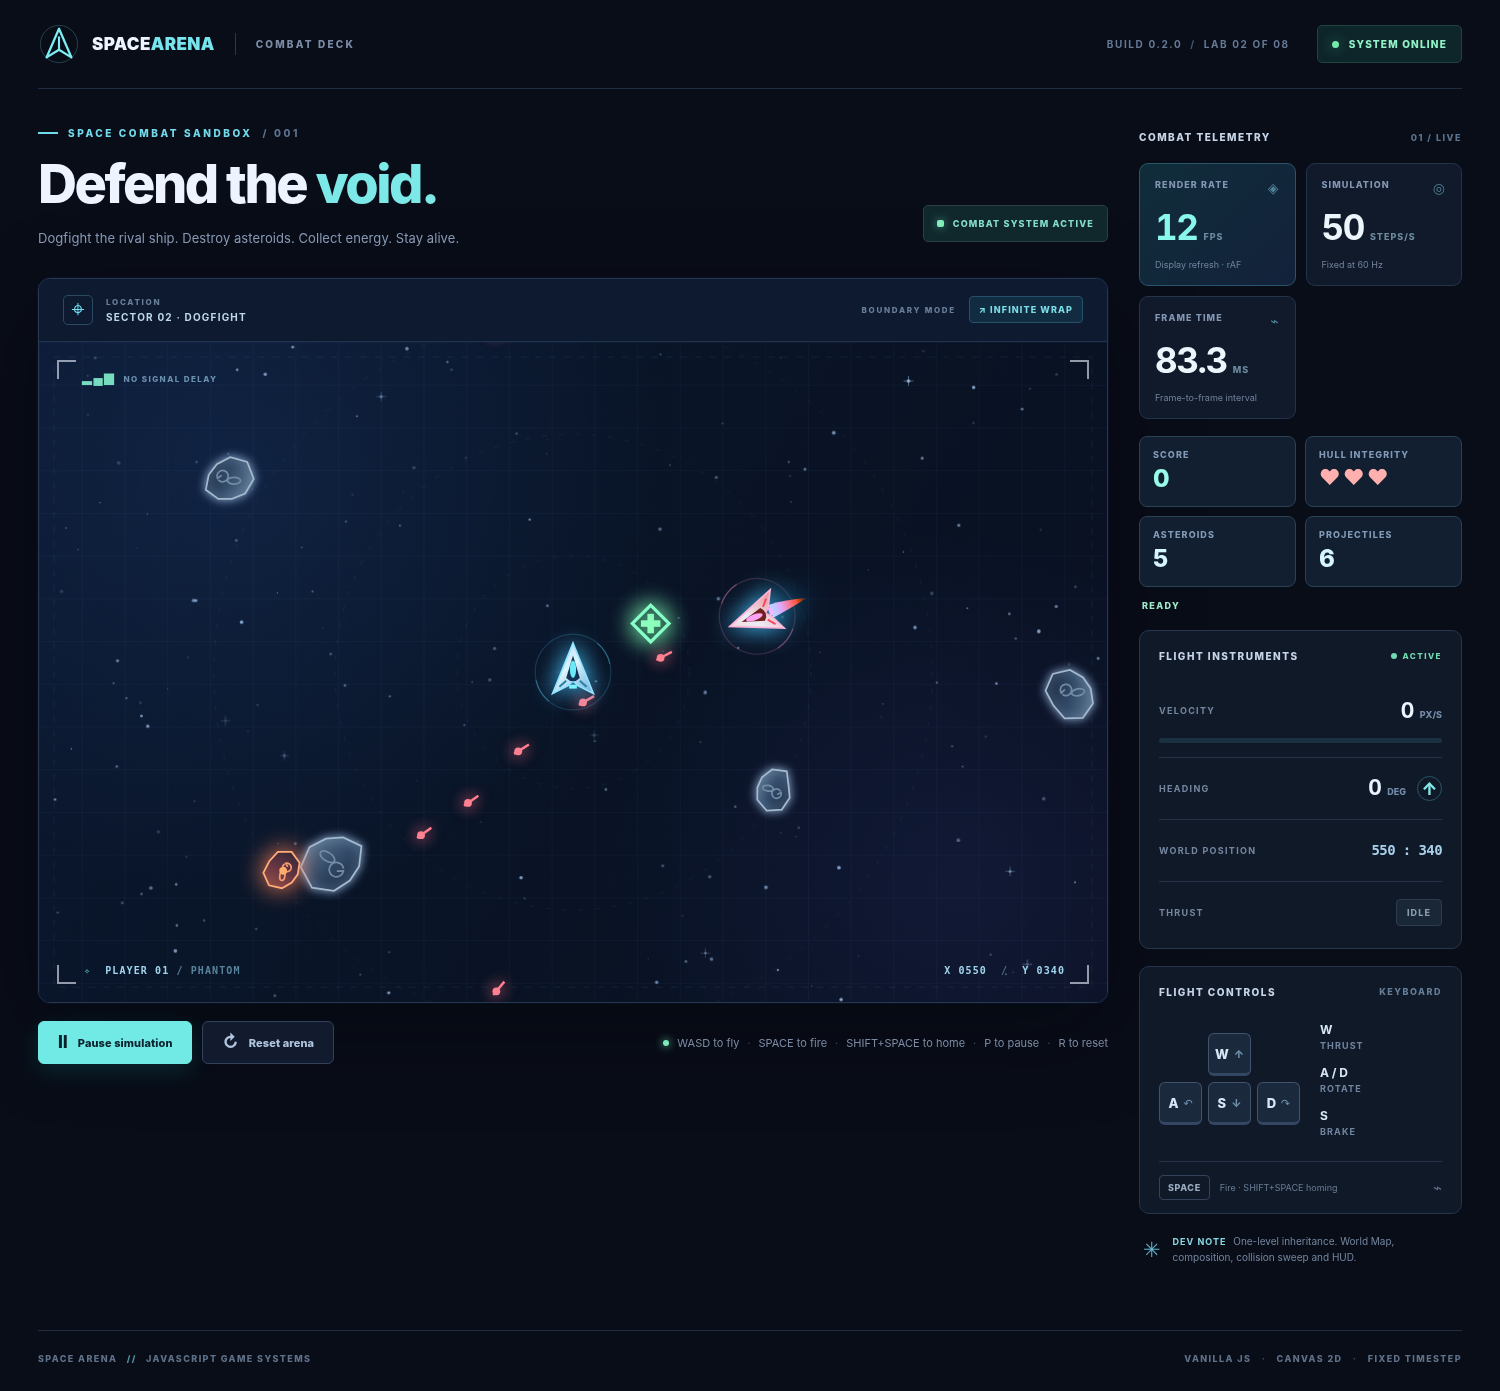 SPACEARENA
COMBAT DECK
BUILD 0.2.0 / LAB 02 OF 08
SYSTEM ONLINE
SPACE COMBAT SANDBOX / 001
Defend the void.
Dogfight the rival ship. Destroy asteroids. Collect energy. Stay alive.
COMBAT SYSTEM ACTIVE
LOCATION
SECTOR 02 · DOGFIGHT
BOUNDARY MODE
INFINITE WRAP
NO SIGNAL DELAY
PLAYER 01 / PHANTOM
X 0550 / Y 0340
Pause simulation
Reset arena
WASD to fly · SPACE to fire · SHIFT+SPACE to home · P to pause · R to reset
COMBAT TELEMETRY
01 / LIVE
RENDER RATE
12 FPS
Display refresh · rAF
SIMULATION
50 STEPS/S
Fixed at 60 Hz
FRAME TIME
83.3 MS
Frame-to-frame interval
SCORE
0
HULL INTEGRITY
♥♥♥
ASTEROIDS
5
PROJECTILES
6
READY
FLIGHT INSTRUMENTS
ACTIVE
VELOCITY
0 PX/S
HEADING
0 DEG
WORLD POSITION
550 : 340
THRUST
IDLE
FLIGHT CONTROLS
KEYBOARD
W ↑
A ↶
S ↓
D ↷
W
THRUST
A / D
ROTATE
S
BRAKE
SPACE
Fire · SHIFT+SPACE homing
DEV NOTE One-level inheritance. World Map,
composition, collision sweep and HUD.
SPACE ARENA // JAVASCRIPT GAME SYSTEMS
VANILLA JS · CANVAS 2D · FIXED TIMESTEP